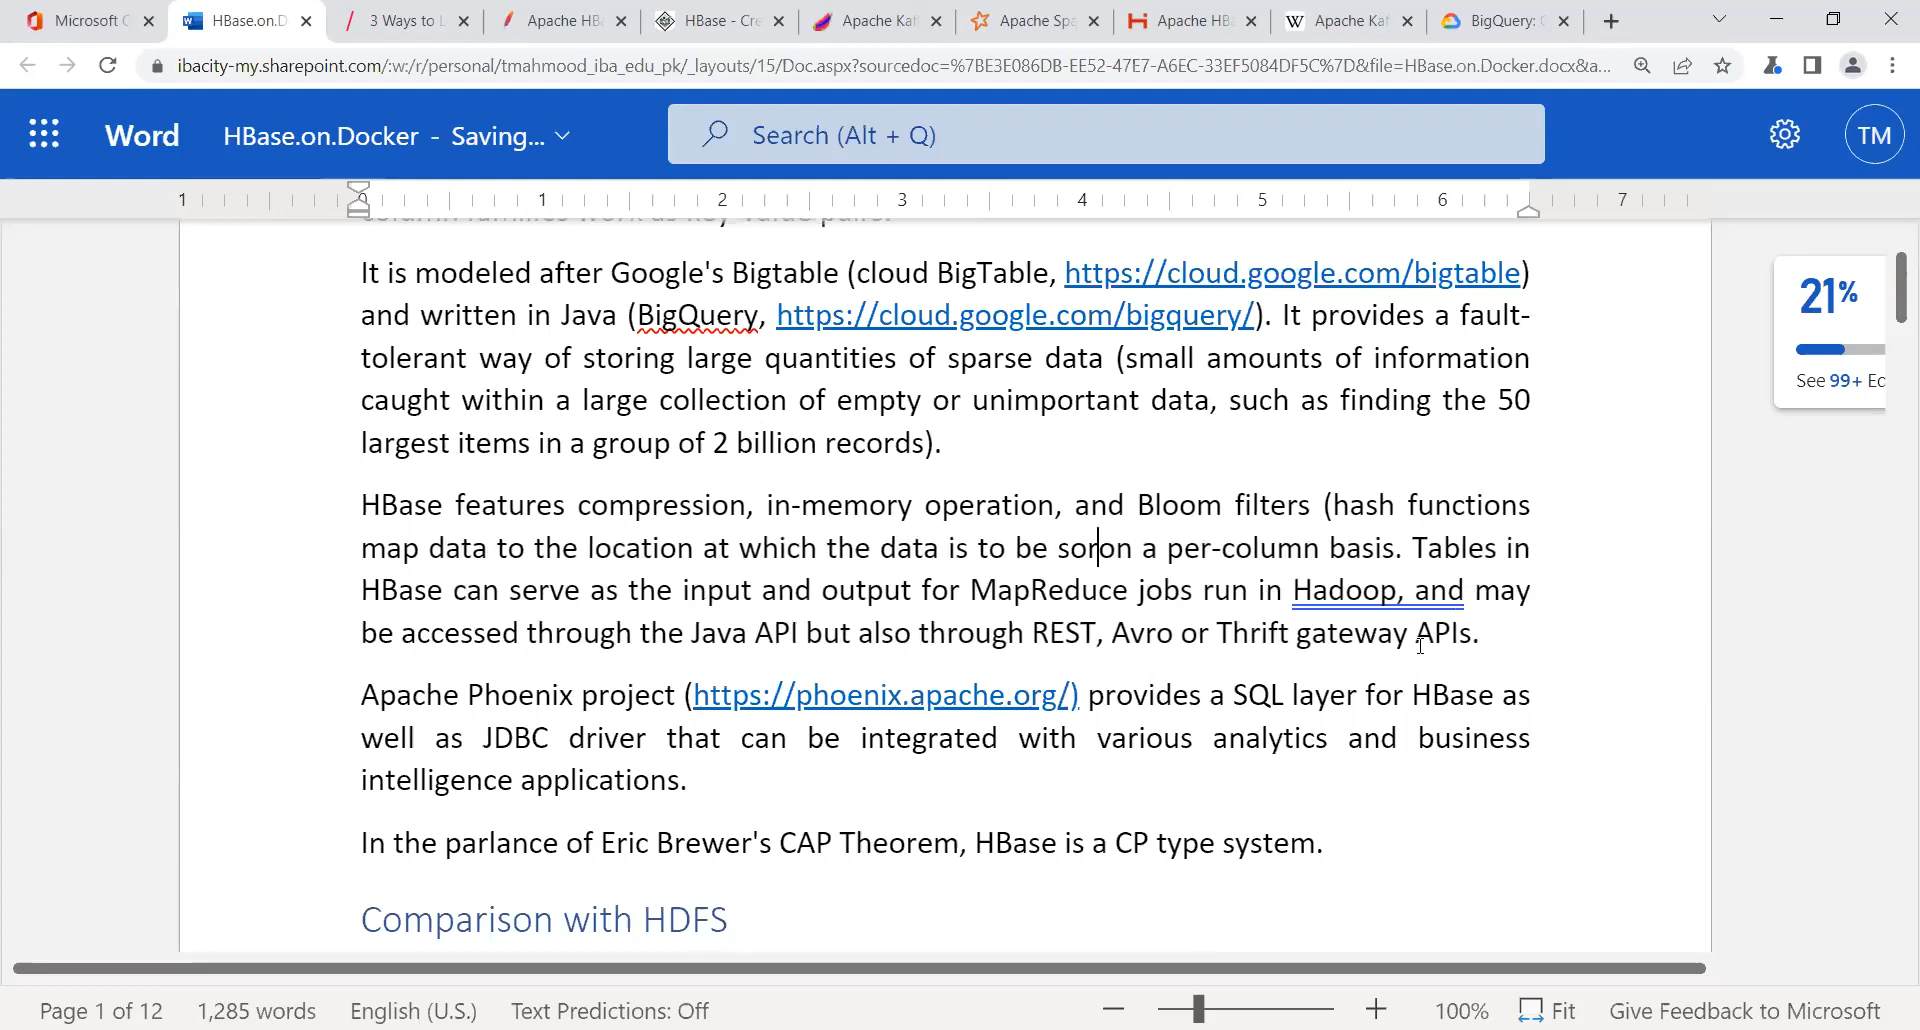 Microsoft O
HBase.on.D
3 Ways to L
Apache HBa
HBase - Cre
Apache Kaf
Apache Spa
Apache HBa
Apache Kaf
BigQuery:
ibacity-my.sharepoint.com/:w:/r/personal/tmahmood_iba_edu_pk/_layouts/15/Doc.aspx?sourcedoc=%7BE3E086DB-EE52-47E7-A6EC-33EF5084DF5C%7D&file=HBase.on.Docker.docx&a...
Word HBase.on.Docker - Saving... Search (Alt + Q) TM
1 0 1 2 3 4 5 6 7
It is modeled after Google's Bigtable (cloud BigTable, https://cloud.google.com/bigtable)
and written in Java (BigQuery, https://cloud.google.com/bigquery/). It provides a fault-
tolerant way of storing large quantities of sparse data (small amounts of information
caught within a large collection of empty or unimportant data, such as finding the 50
largest items in a group of 2 billion records).
HBase features compression, in-memory operation, and Bloom filters (hash functions
map data to the location at which the data is to be soron a per-column basis. Tables in
HBase can serve as the input and output for MapReduce jobs run in Hadoop, and may
be accessed through the Java API but also through REST, Avro or Thrift gateway APIs.
Apache Phoenix project (https://phoenix.apache.org/) provides a SQL layer for HBase as
well as JDBC driver that can be integrated with various analytics and business
intelligence applications.
In the parlance of Eric Brewer's CAP Theorem, HBase is a CP type system.
Comparison with HDFS
21%
See 99+ Ed
Page 1 of 12 1,285 words English (U.S.) Text Predictions: Off 100% Fit Give Feedback to Microsoft